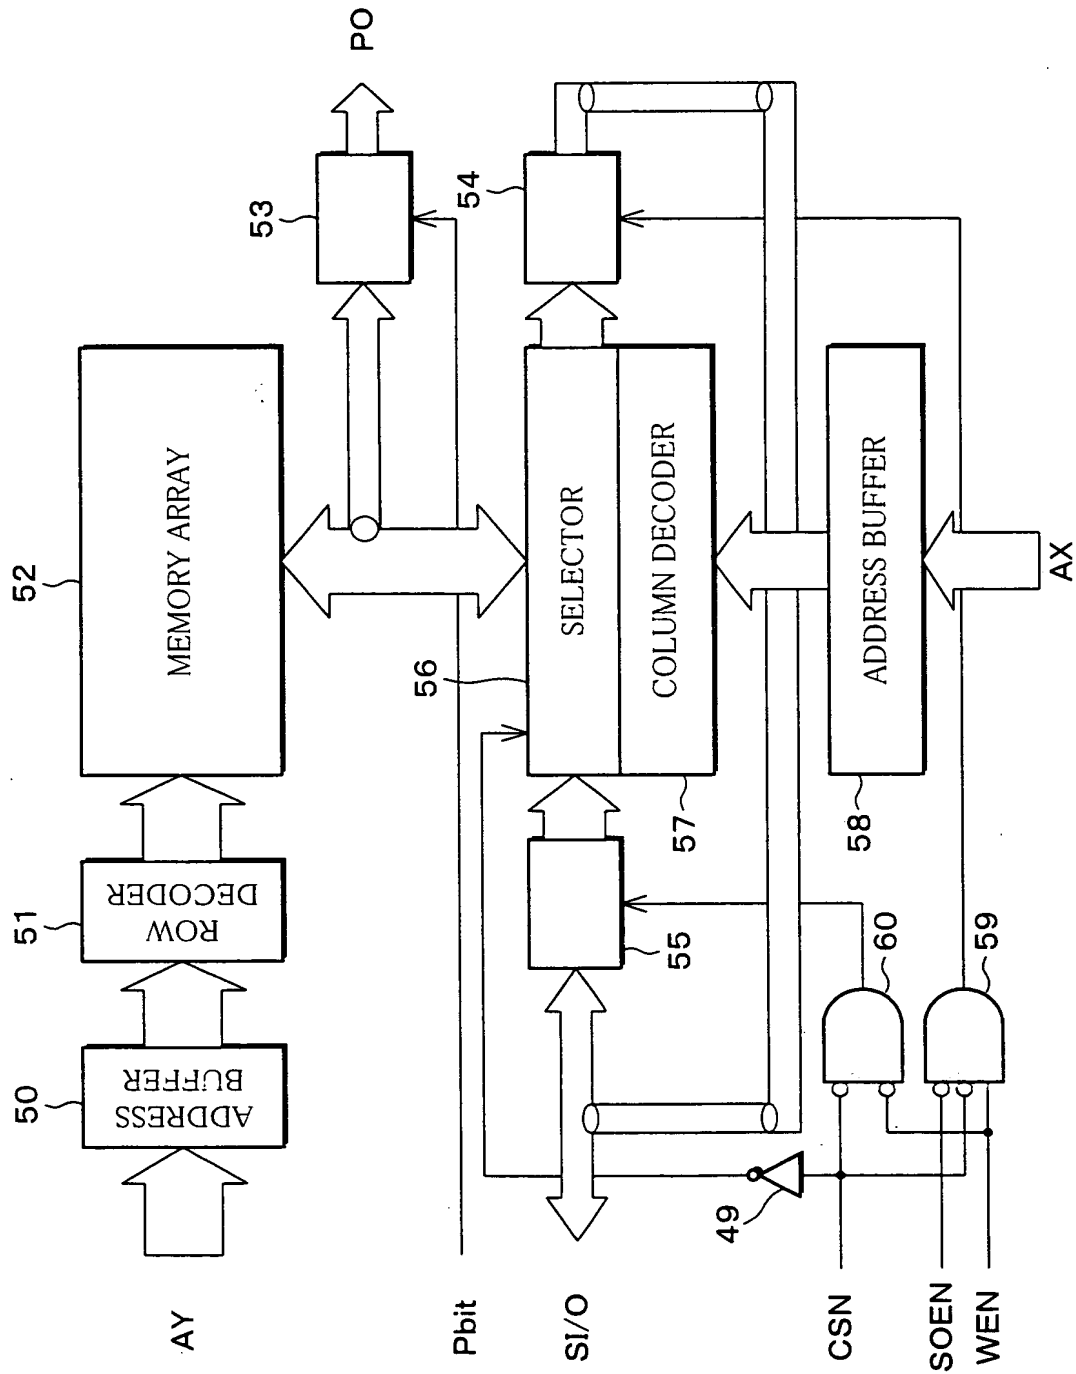 AY
50
ADDRESS
BUFFER
51
ROW
DECODER
52
MEMORY ARRAY
53
PO
Pbit
54
SI/O
55
56
SELECTOR
57
COLUMN DECODER
58
ADDRESS BUFFER
AX
CSN
49
60
59
SOEN
WEN